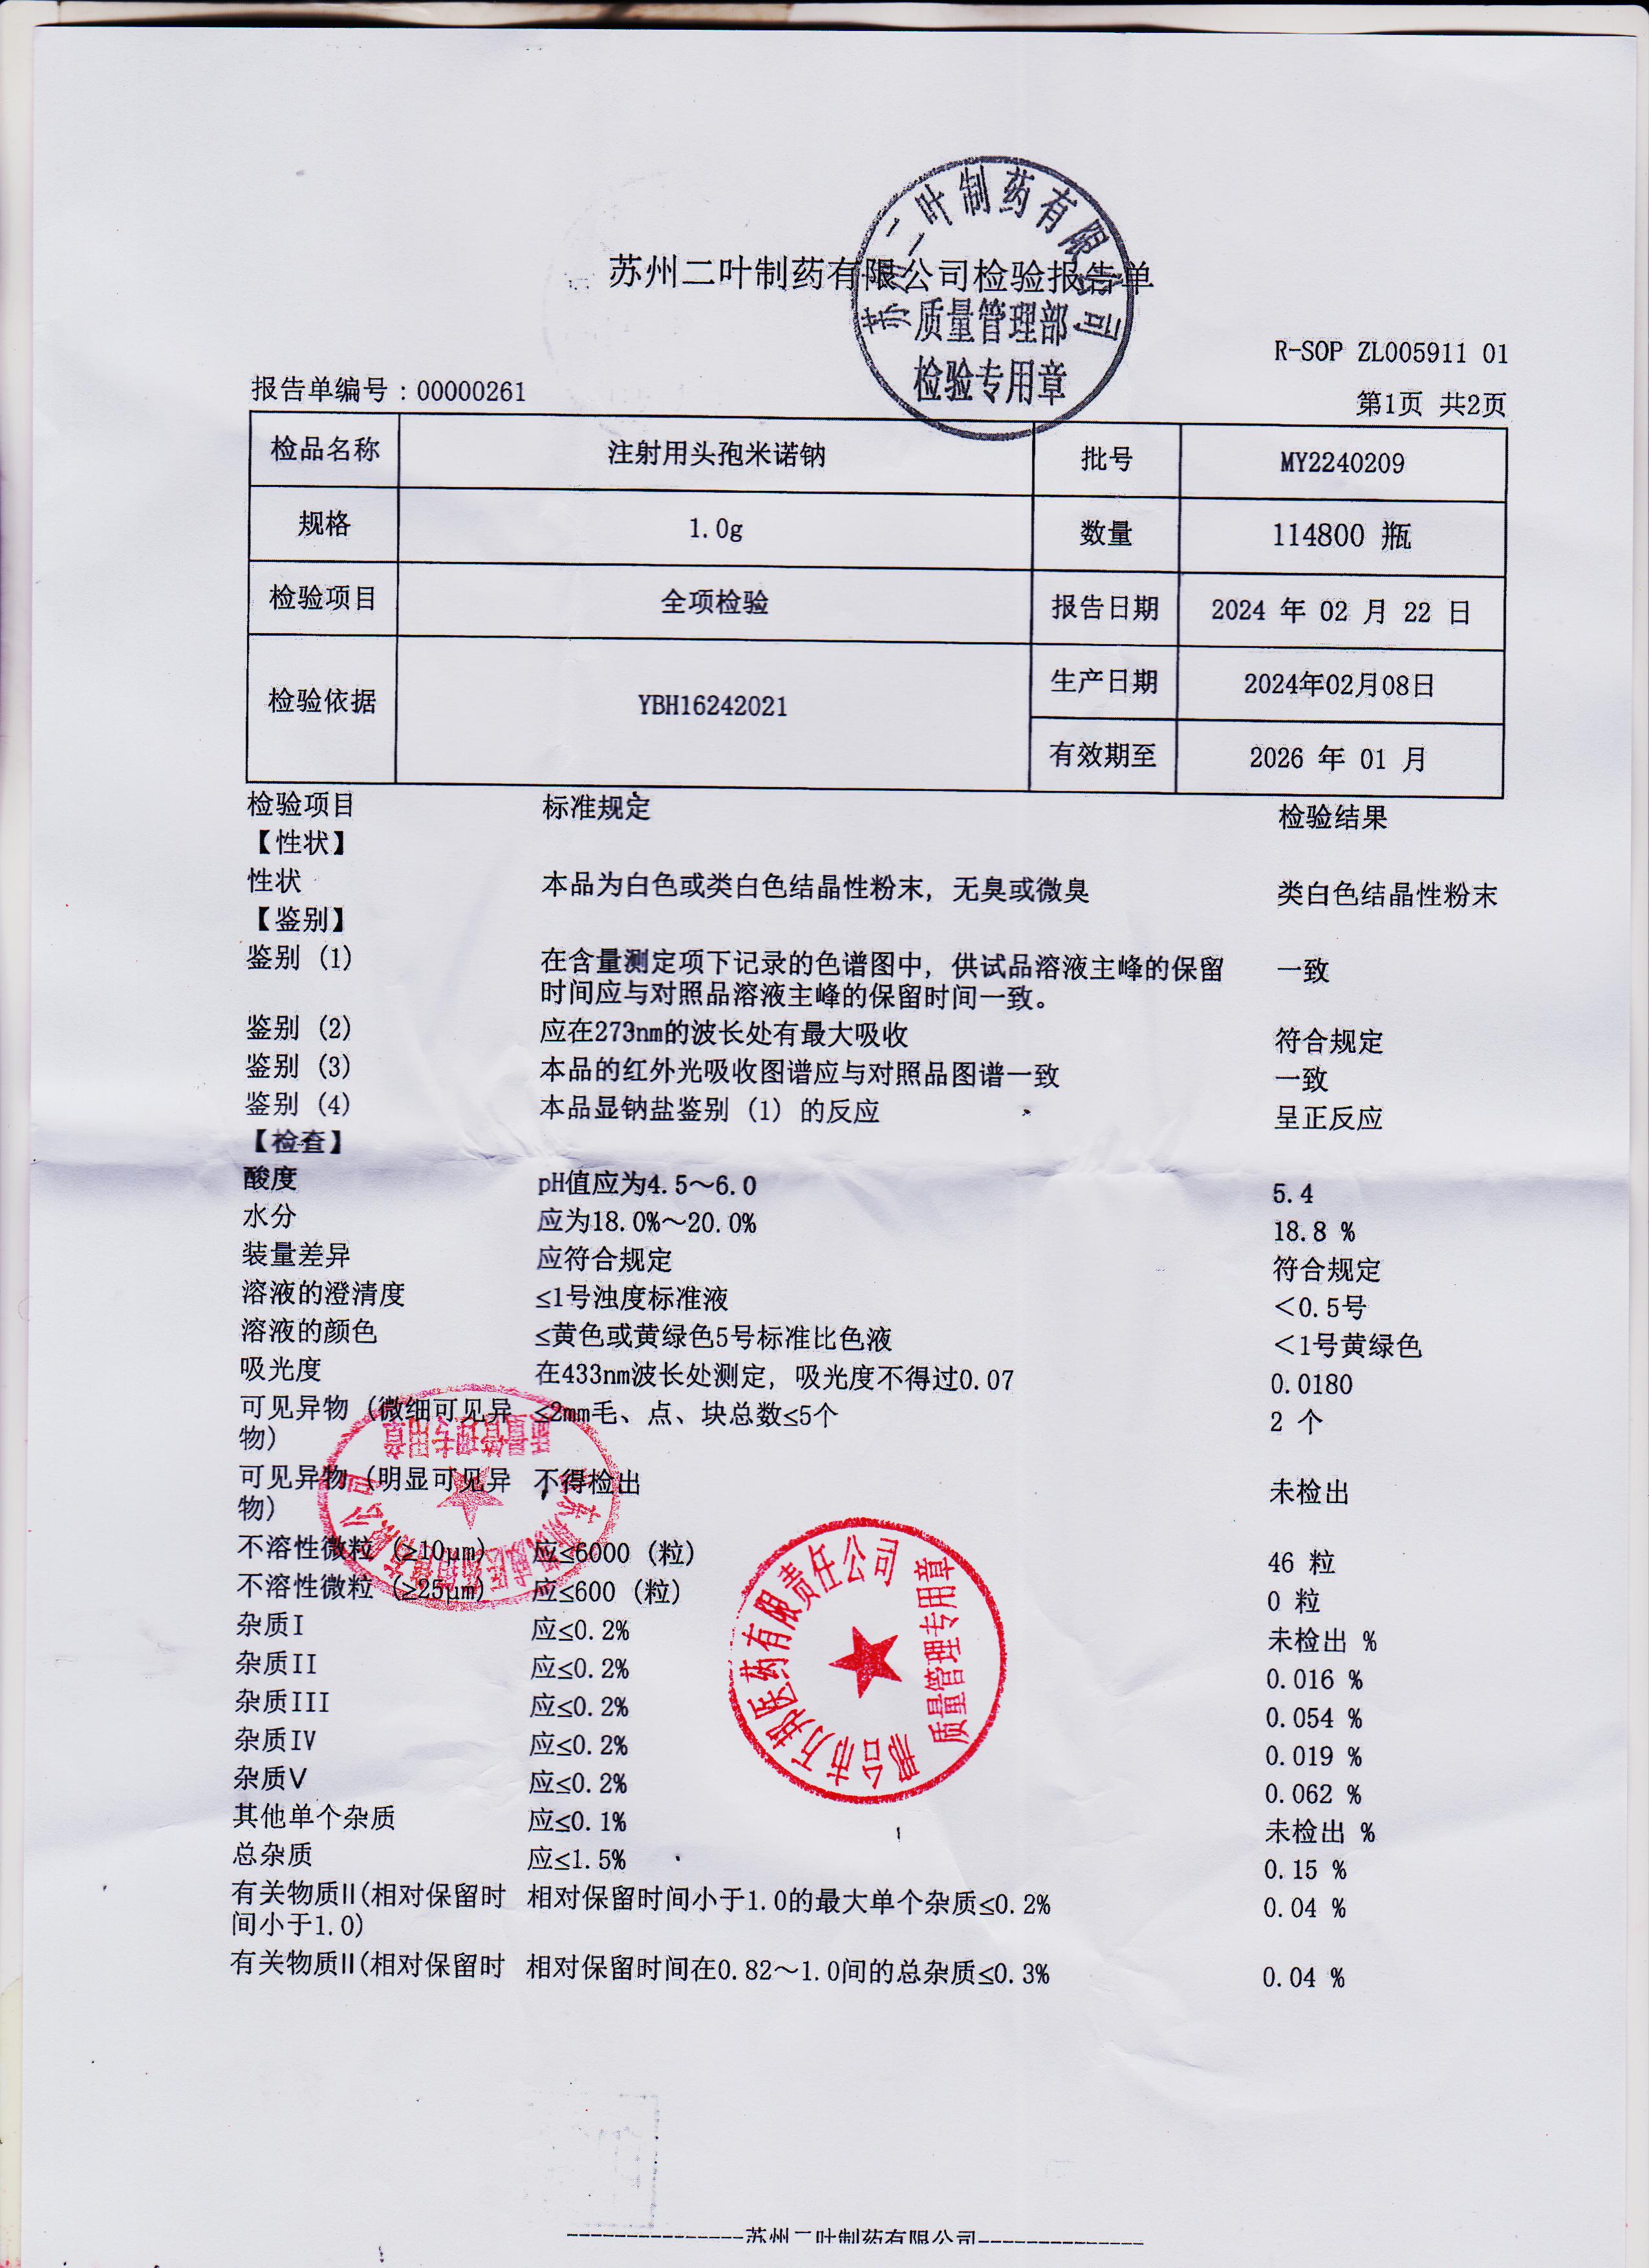 苏州二叶制药有限公司检验报告单
苏州二叶制药有限公司
质量管理部
检验专用章
R-SOP ZL005911 01
报告单编号：00000261
第1页 共2页
检品名称 注射用头孢米诺钠 批号 MY2240209
规格 1.0g 数量 114800 瓶
检验项目 全项检验 报告日期 2024 年 02 月 22 日
检验依据 YBH16242021 生产日期 2024年02月08日
有效期至 2026 年 01 月
检验项目 标准规定 检验结果
【性状】
性状 本品为白色或类白色结晶性粉末，无臭或微臭 类白色结晶性粉末
【鉴别】
鉴别（1） 在含量测定项下记录的色谱图中，供试品溶液主峰的保留 一致
时间应与对照品溶液主峰的保留时间一致。
鉴别（2） 应在273nm的波长处有最大吸收 符合规定
鉴别（3） 本品的红外光吸收图谱应与对照品图谱一致 一致
鉴别（4） 本品显钠盐鉴别（1）的反应 呈正反应
【检查】
酸度 pH值应为4.5～6.0 5.4
水分 应为18.0%～20.0% 18.8 %
装量差异 应符合规定 符合规定
溶液的澄清度 ≤1号浊度标准液 ＜0.5号
溶液的颜色 ≤黄色或黄绿色5号标准比色液 ＜1号黄绿色
吸光度 在433nm波长处测定，吸光度不得过0.07 0.0180
可见异物（微细可见异 ≤2mm毛、点、块总数≤5个 2 个
物）
可见异物（明显可见异 不得检出 未检出
物）
不溶性微粒（≥10μm） 应≤6000（粒） 46 粒
不溶性微粒（≥25μm） 应≤600（粒） 0 粒
杂质I 应≤0.2% 未检出 %
杂质II 应≤0.2% 0.016 %
杂质III 应≤0.2% 0.054 %
杂质IV 应≤0.2% 0.019 %
杂质V 应≤0.2% 0.062 %
其他单个杂质 应≤0.1% 未检出 %
总杂质 应≤1.5% 0.15 %
有关物质II(相对保留时 相对保留时间小于1.0的最大单个杂质≤0.2% 0.04 %
间小于1.0)
有关物质II(相对保留时 相对保留时间在0.82～1.0间的总杂质≤0.3% 0.04 %
质量管理专用章
邢台市万邦医药有限责任公司
质量管理专用章
---------------苏州二叶制药有限公司--------------